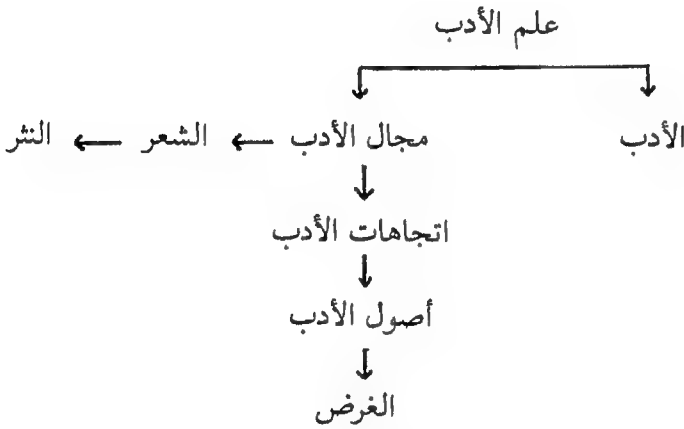 علم الأدب
الأدب مجال الأدب الشعر النثر
اتجاهات الأدب
أصول الأدب
الغرض